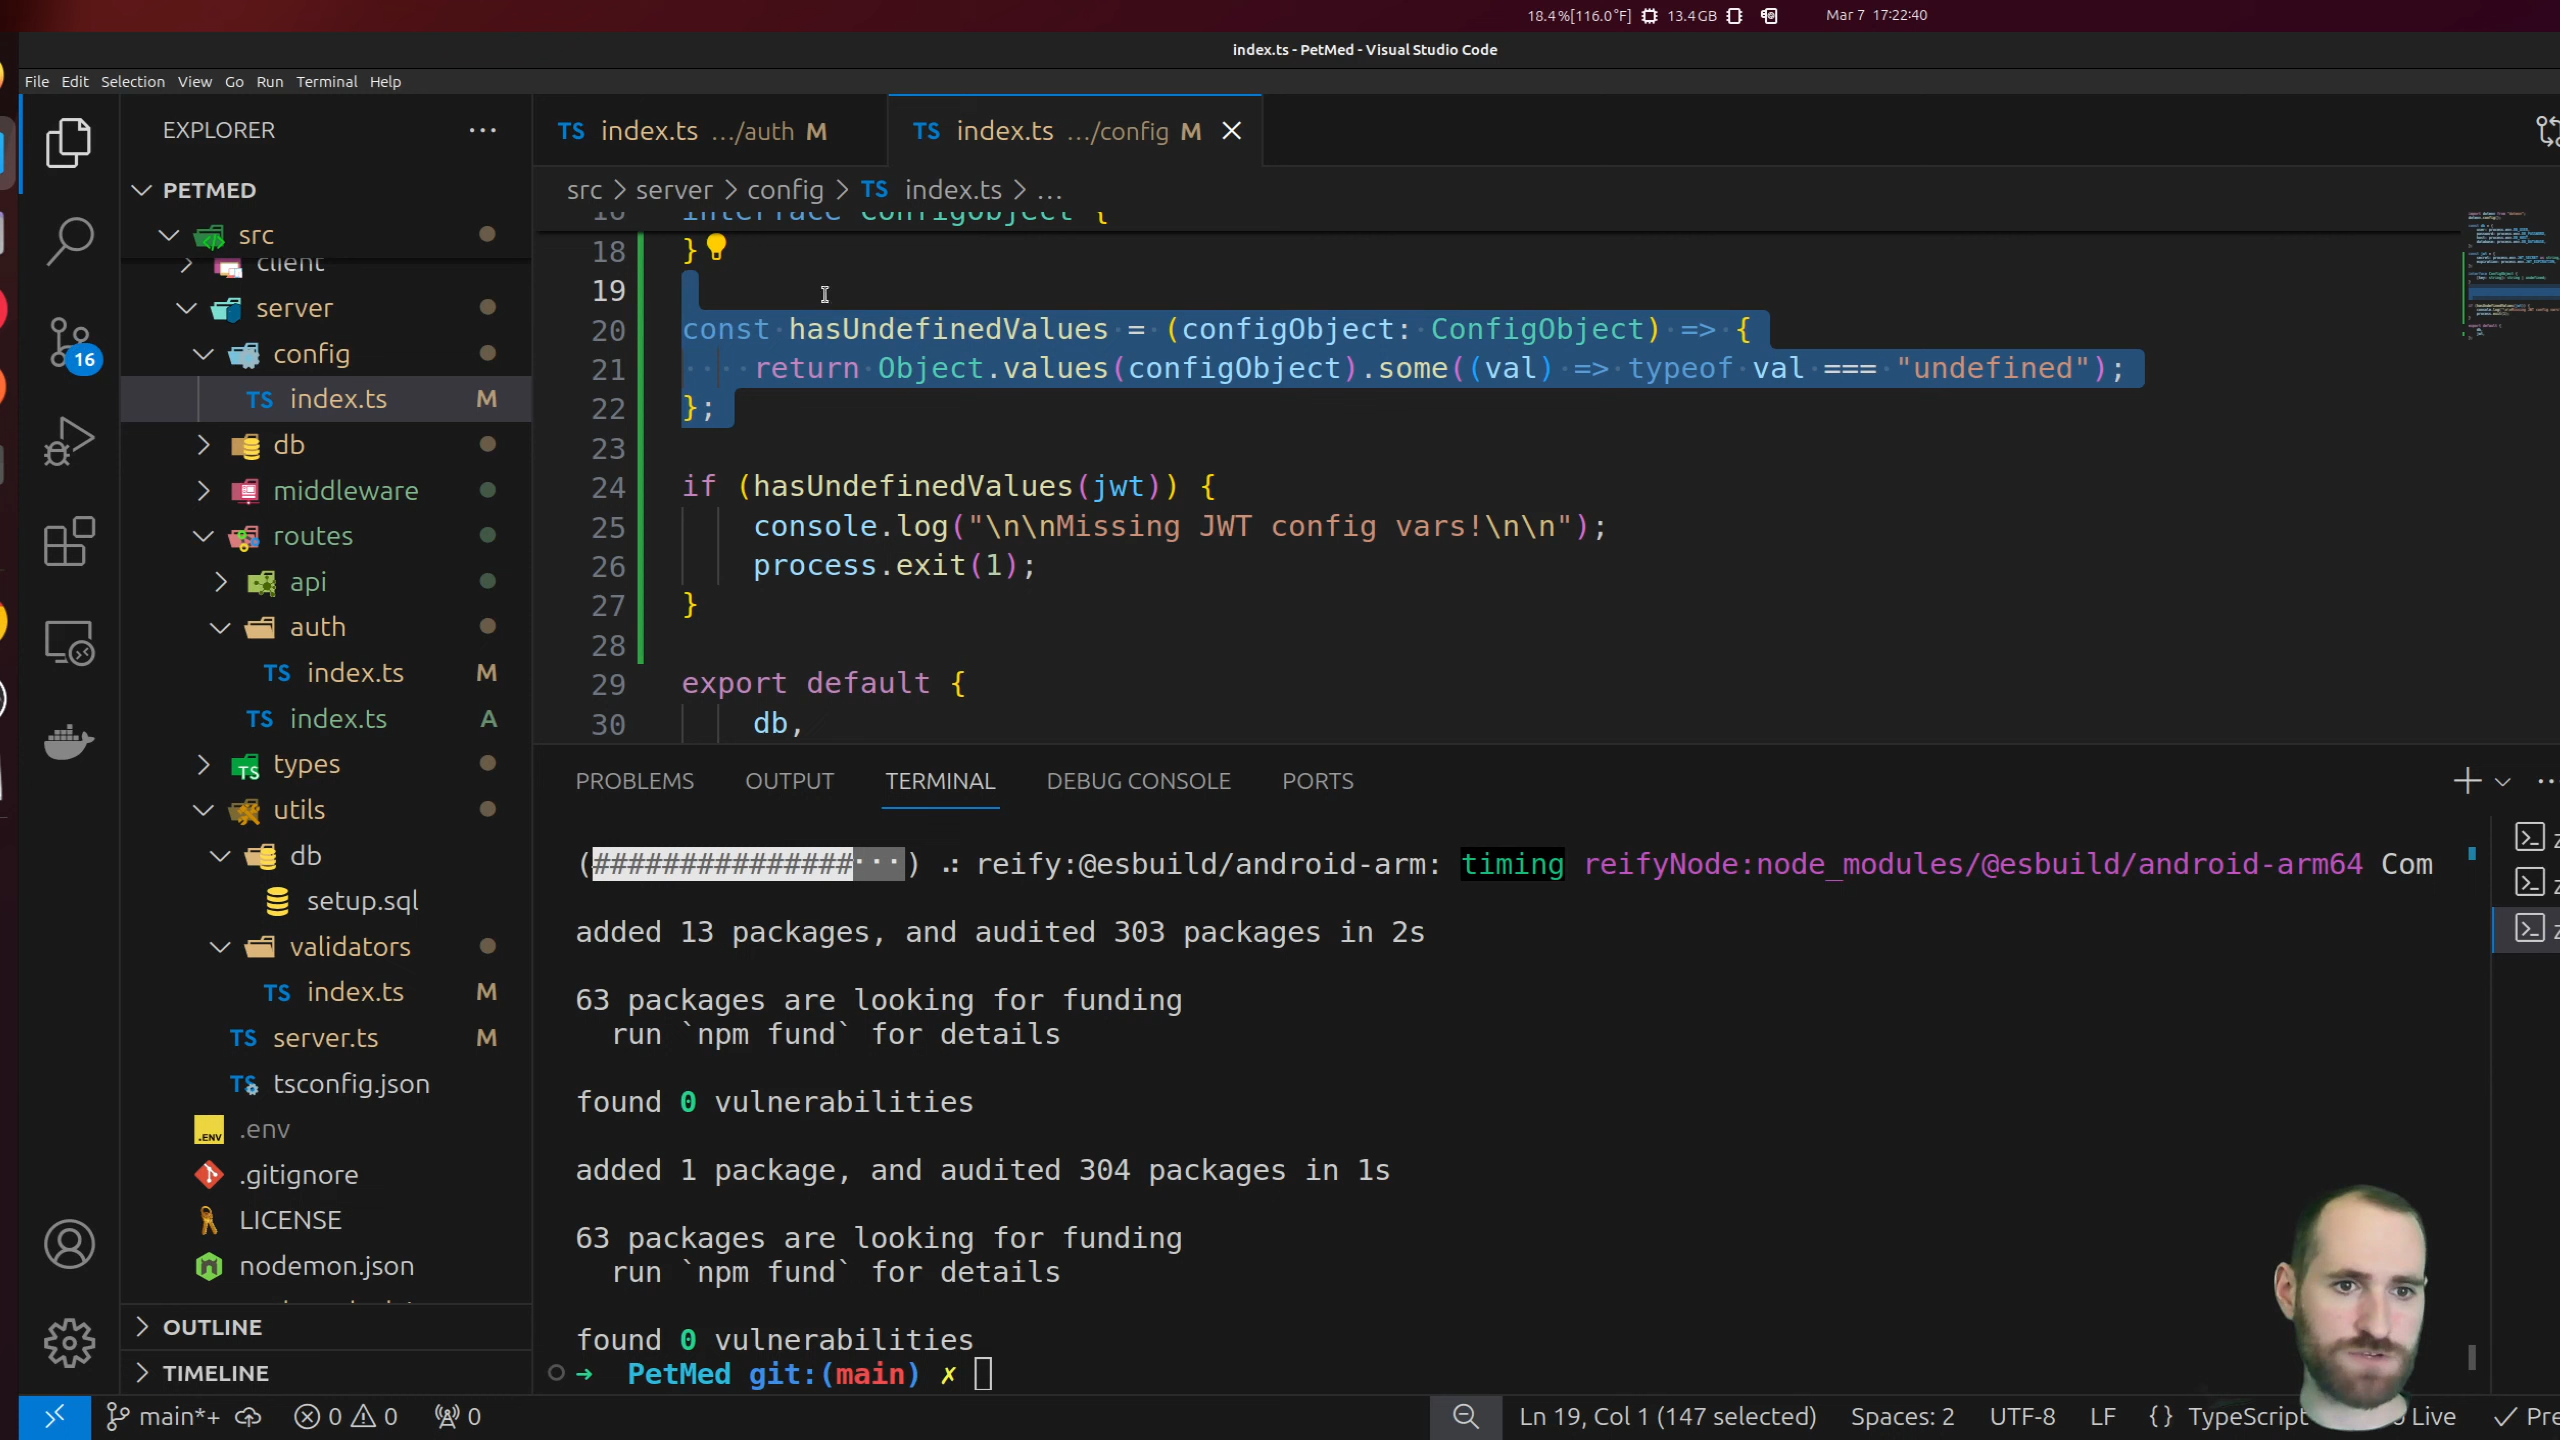 18.4%[116.0°F] 13.4GB Mar 7 17:22:40
index.ts - PetMed - Visual Studio Code
File Edit Selection View Go Run Terminal Help
EXPLORER
PETMED
src
client
server
config
index.ts M
db
middleware
routes
api
auth
index.ts M
index.ts A
types
utils
db
setup.sql
validators
index.ts M
server.ts M
tsconfig.json
.env
.gitignore
LICENSE
nodemon.json
OUTLINE
TIMELINE
16
TS index.ts .../auth M
TS index.ts .../config M
src > server > config > TS index.ts > ...
16 interface ConfigObject {
18 }
19
20 const hasUndefinedValues = (configObject: ConfigObject) => {
21 return Object.values(configObject).some((val) => typeof val === "undefined");
22 };
23
24 if (hasUndefinedValues(jwt)) {
25 console.log("\n\nMissing JWT config vars!\n\n");
26 process.exit(1);
27 }
28
29 export default {
30 db,
PROBLEMS OUTPUT TERMINAL DEBUG CONSOLE PORTS
(###############···) ⠴ reify:@esbuild/android-arm: timing reifyNode:node_modules/@esbuild/android-arm64 Com
added 13 packages, and audited 303 packages in 2s
63 packages are looking for funding
run `npm fund` for details
found 0 vulnerabilities
added 1 package, and audited 304 packages in 1s
63 packages are looking for funding
run `npm fund` for details
found 0 vulnerabilities
➜ PetMed git:(main) ✗
main*+ 0 0 0 Ln 19, Col 1 (147 selected) Spaces: 2 UTF-8 LF {} TypeScript Live Pre